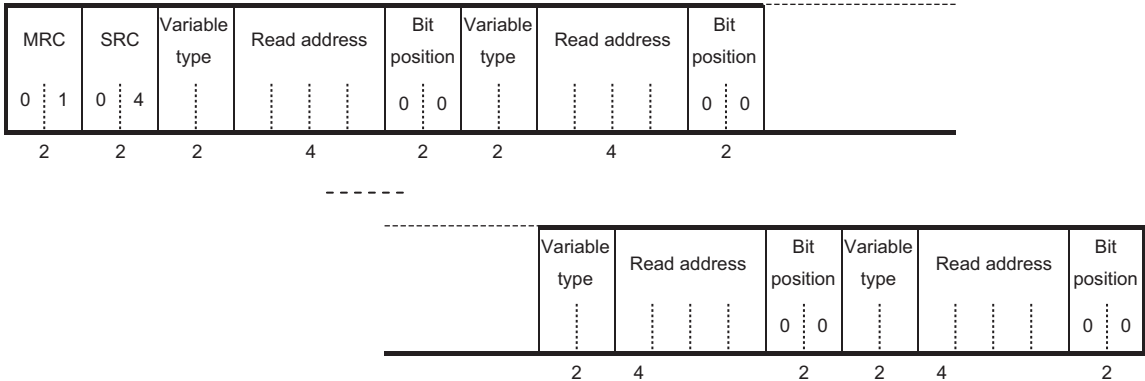 MRC SRC Variable type Read address Bit position Variable type Read address Bit position
0 1 0 4 0 0 0 0
2 2 2 4 2 2 4 2
Variable type Read address Bit position Variable type Read address Bit position
0 0 0 0
2 4 2 2 4 2